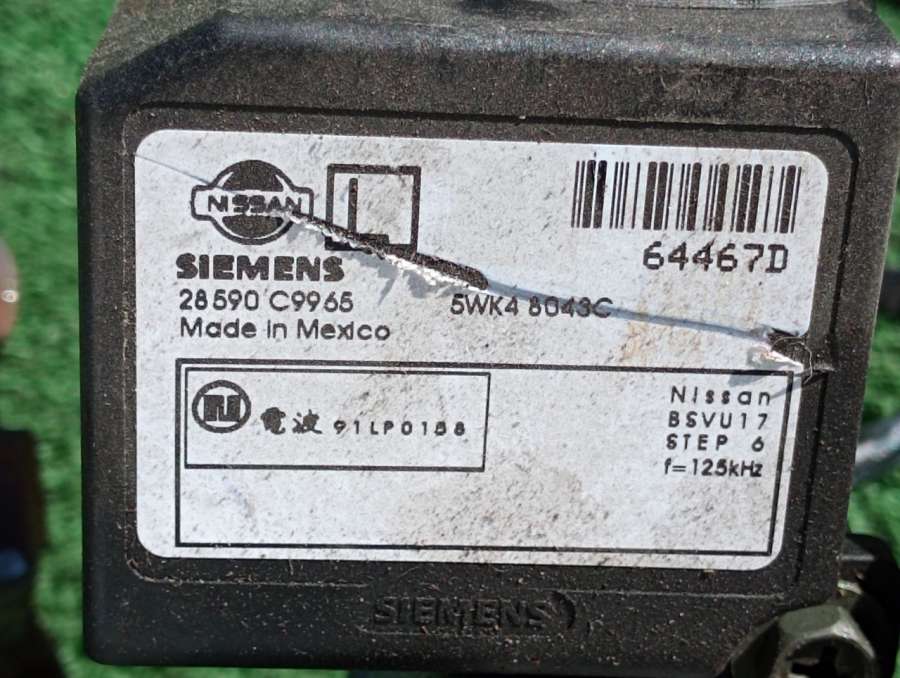 NISSAN
L
64467D
SIEMENS
28590 C9965 5WK4 8043C
Made in Mexico
電波 91LP0158
Nissan
BSVU17
STEP 6
f=125kHz
SIEMENS